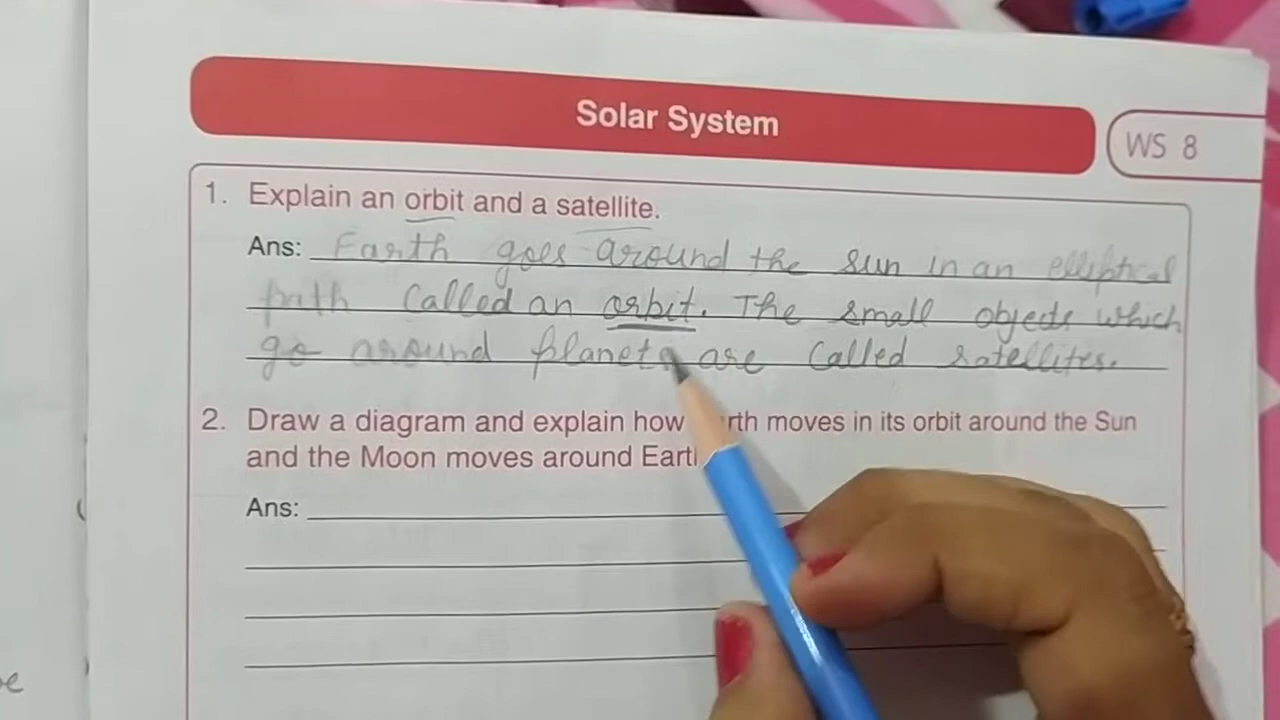 Solar System
WS 8
1. Explain an orbit and a satellite.
Ans: Earth goes around the sun in an elliptical
path called an orbit. The small objects which
go around planets are called satellites.
2. Draw a diagram and explain how moves in its orbit around the Sun
and the Moon moves around
Ans: